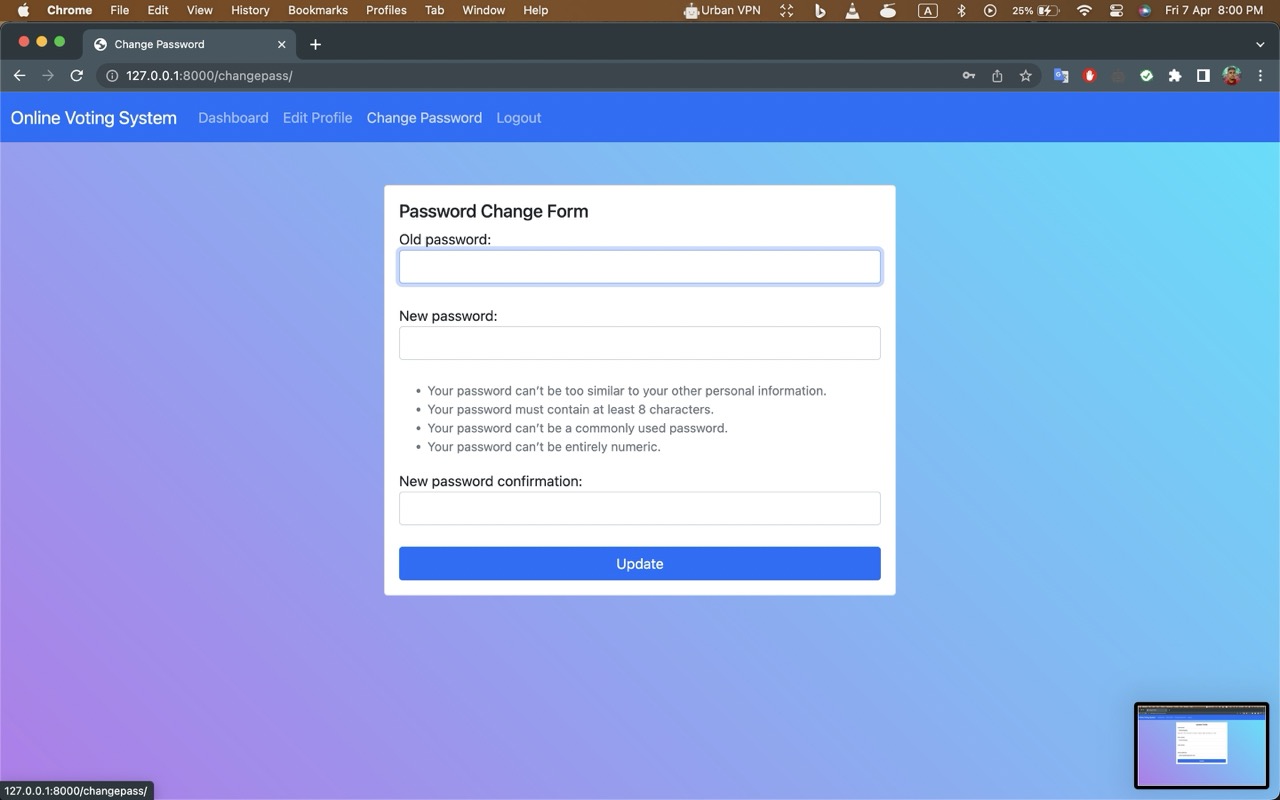 Chrome File Edit View History Bookmarks Profiles Tab Window Help Urban VPN A 25% Fri 7 Apr 8:00 PM
Change Password
127.0.0.1:8000/changepass/
Online Voting System Dashboard Edit Profile Change Password Logout
Password Change Form
Old password:
New password:
• Your password can’t be too similar to your other personal information.
• Your password must contain at least 8 characters.
• Your password can’t be a commonly used password.
• Your password can’t be entirely numeric.
New password confirmation:
Update
127.0.0.1:8000/changepass/